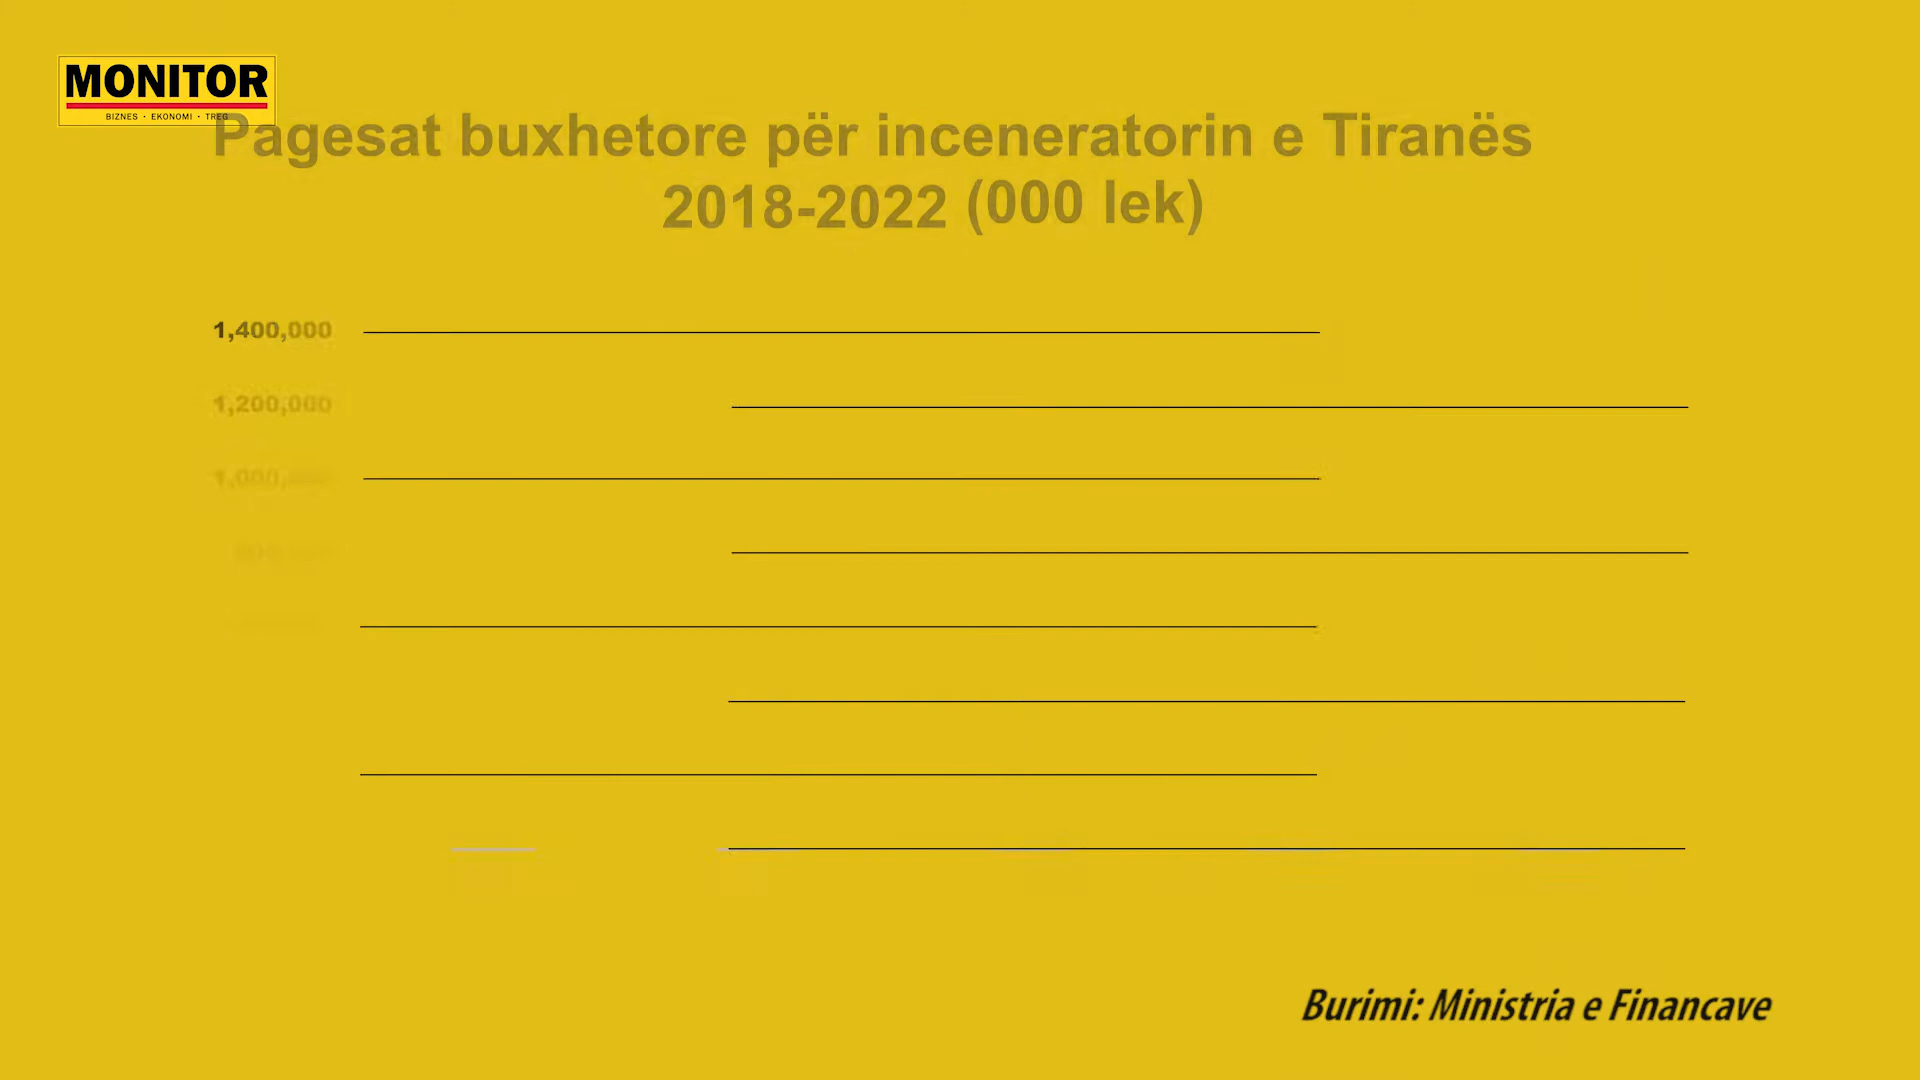 MONITOR
BIZNES • EKONOMI • TREG
Pagesat buxhetore për inceneratorin e Tiranës
2018-2022 (000 lek)
1,400,000
1,200,000
Burimi: Ministria e Financave